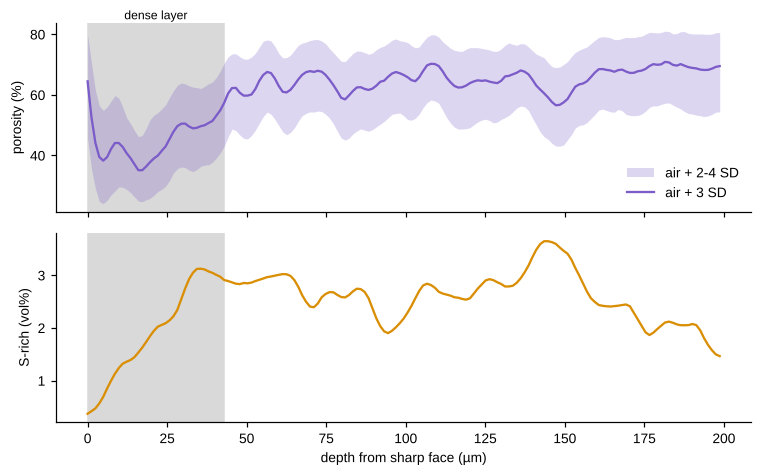 dense layer
80
60
40
porosity (%)
air + 2-4 SD
air + 3 SD
3
2
1
S-rich (vol%)
0 25 50 75 100 125 150 175 200
depth from sharp face (µm)